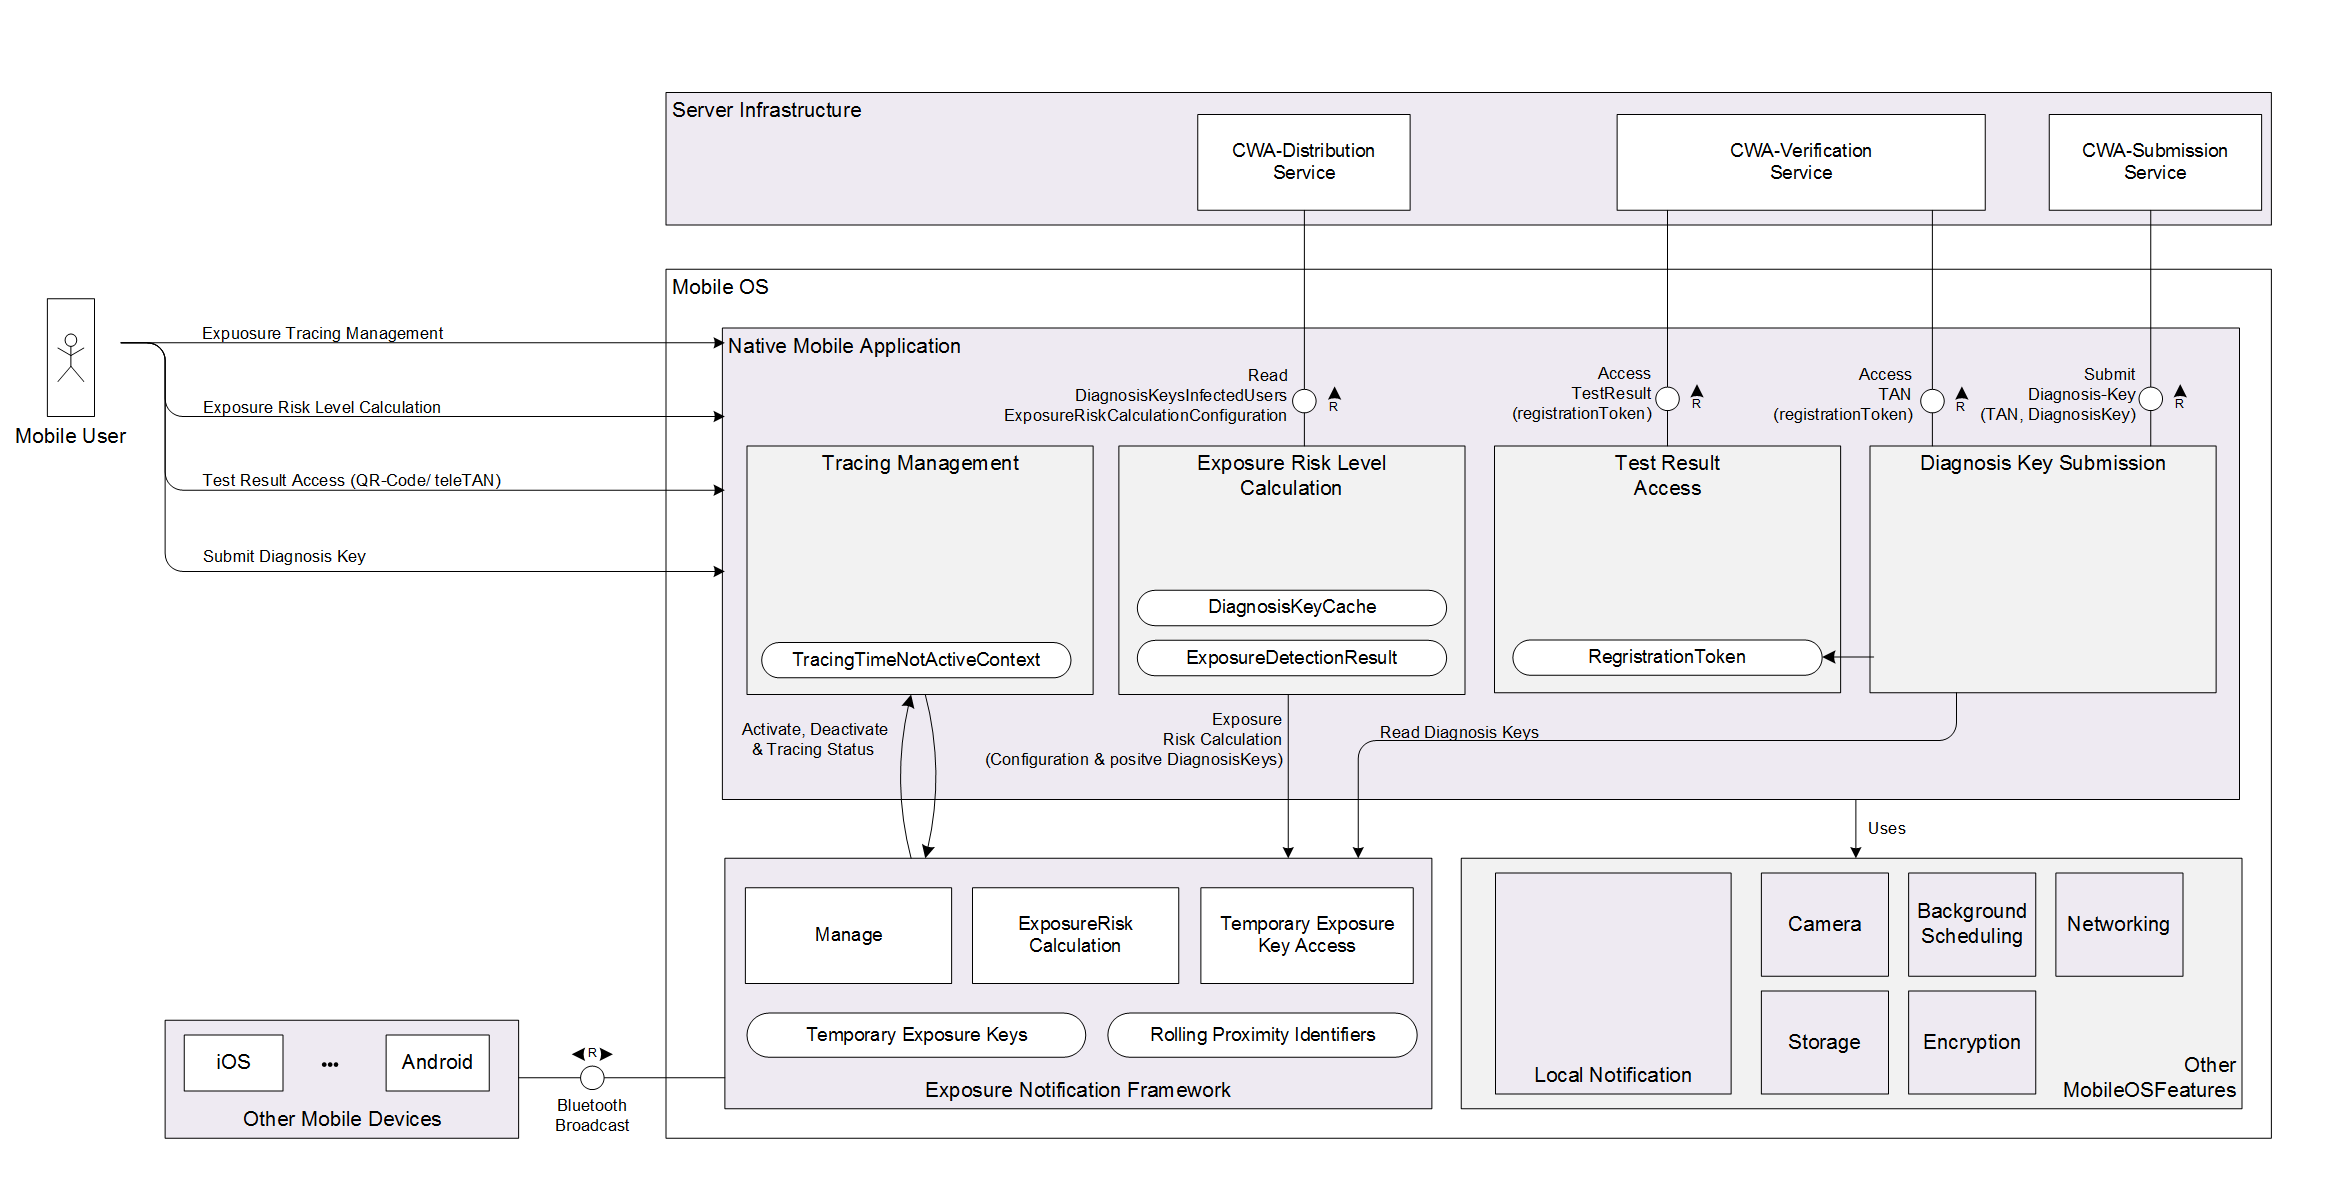 Server Infrastructure
CWA-Distribution
Service
CWA-Verification
Service
CWA-Submission
Service
Mobile OS
Mobile User
Expuosure Tracing Management
Exposure Risk Level Calculation
Test Result Access (QR-Code/ teleTAN)
Submit Diagnosis Key
Native Mobile Application
Read
DiagnosisKeysInfectedUsers
ExposureRiskCalculationConfiguration
R
Access
TestResult
(registrationToken)
R
Access
TAN
(registrationToken)
R
Submit
Diagnosis-Key
(TAN, DiagnosisKey)
R
Tracing Management
TracingTimeNotActiveContext
Exposure Risk Level
Calculation
DiagnosisKeyCache
ExposureDetectionResult
Test Result
Access
RegristrationToken
Diagnosis Key Submission
Activate, Deactivate
& Tracing Status
Exposure
Risk Calculation
(Configuration & positve DiagnosisKeys)
Read Diagnosis Keys
Uses
Manage
ExposureRisk
Calculation
Temporary Exposure
Key Access
Temporary Exposure Keys
Rolling Proximity Identifiers
Exposure Notification Framework
Local Notification
Camera
Background
Scheduling
Networking
Storage
Encryption
Other
MobileOSFeatures
iOS
...
Android
Other Mobile Devices
R
Bluetooth
Broadcast